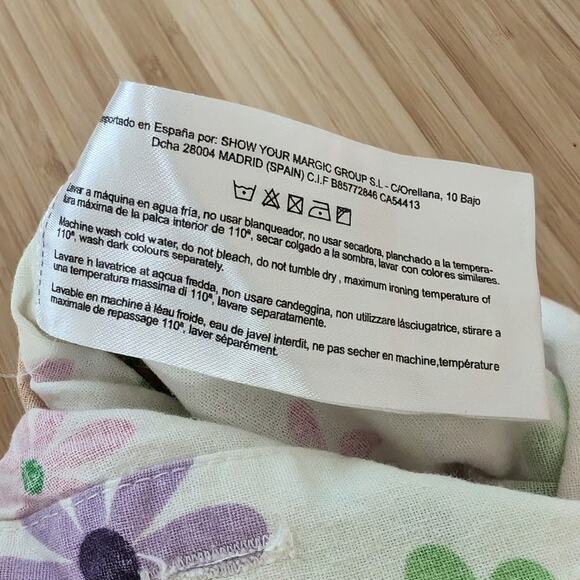 portado en España por: SHOW YOUR MARGIC GROUP S.L - C/Orellana, 10 Bajo
Dcha 28004 MADRID (SPAIN) C.I.F B85772846 CA54413
Lavar a máquina en agua fría, no usar blanqueador, no usar secadora, planchado a la tempera-
tura máxima de la palca interior de 110º, secar colgado a la sombra, lavar con colores similares.
Machine wash cold water, do not bleach, do not tumble dry , maximum ironing temperature of
110º, wash dark colours separately.
Lavare in lavatrice at aqcua fredda, non usare candeggina, non utilizzare lásciugatrice, stirare a
una temperatura massima di 110º, lavare separatamente.
Lavable en machine à léau froide, eau de javel interdit, ne pas secher en machine,température
maximale de repassage 110º, laver séparément.